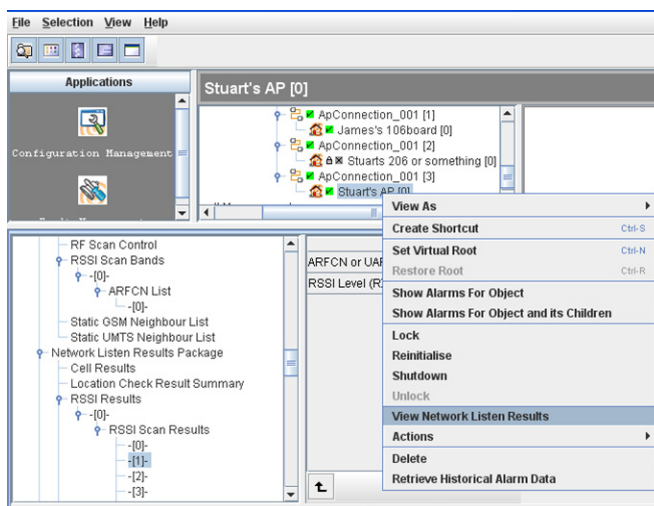 File Selection View Help
Applications
Configuration Management
Stuart's AP [0]
ApConnection_001 [1]
James's 106board [0]
ApConnection_001 [2]
Stuarts 206 or something [0]
ApConnection_001 [3]
Stuart's AP [0]
View As
Create Shortcut Ctrl-S
Set Virtual Root Ctrl-N
Restore Root Ctrl-R
Show Alarms For Object
Show Alarms For Object and its Children
Lock
Reinitialise
Shutdown
Unlock
View Network Listen Results
Actions
Delete
Retrieve Historical Alarm Data
RF Scan Control
RSSI Scan Bands
-[0]-
ARFCN List
-[0]-
Static GSM Neighbour List
Static UMTS Neighbour List
Network Listen Results Package
Cell Results
Location Check Result Summary
RSSI Results
-[0]-
RSSI Scan Results
-[0]-
-[1]-
-[2]-
-[3]-
ARFCN or
RSSI Level